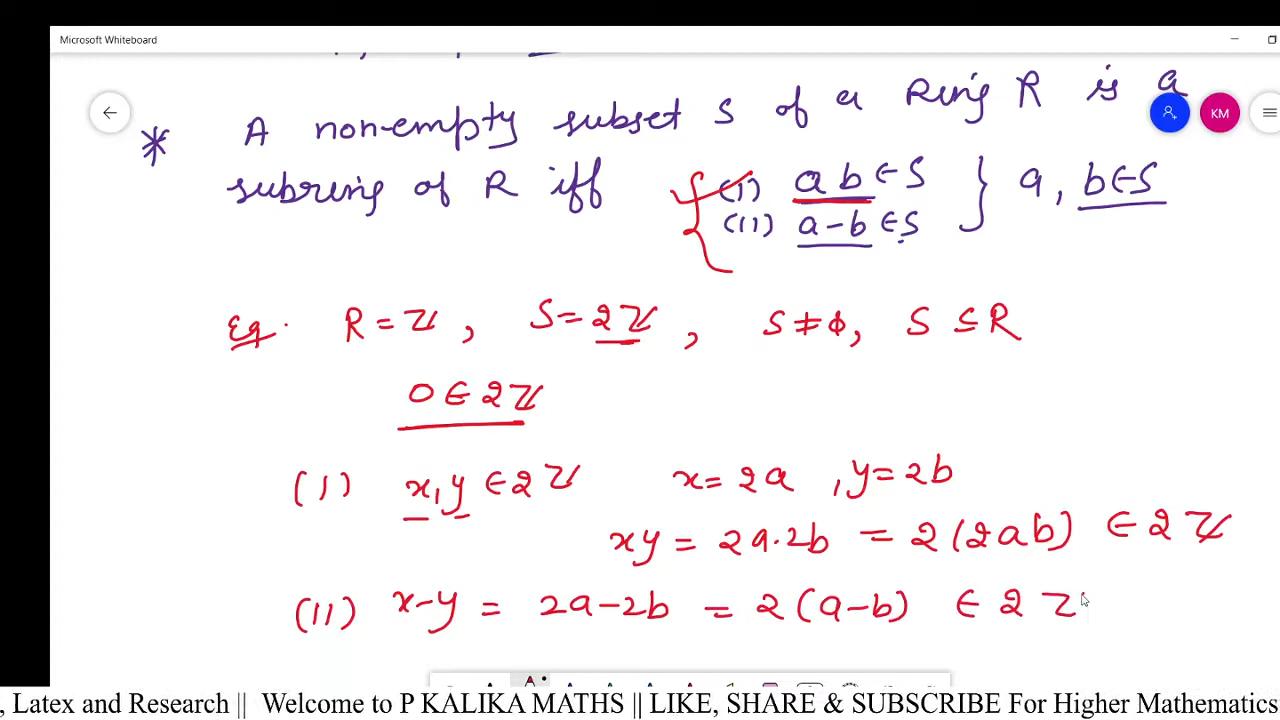 Microsoft Whiteboard
* A non-empty subset S of a Ring R is a
KM
subring of R iff (i) ab ∈ S } a, b ∈ S
(ii) a-b ∈ S
Eg. R = ℤ, S = 2ℤ, S ≠ ϕ, S ⊆ R
0 ∈ 2ℤ
(i) x, y ∈ 2ℤ x = 2a , y = 2b
xy = 2a·2b = 2(2ab) ∈ 2ℤ
(ii) x-y = 2a-2b = 2(a-b) ∈ 2ℤ
, Latex and Research || Welcome to P KALIKA MATHS || LIKE, SHARE & SUBSCRIBE For Higher Mathematics